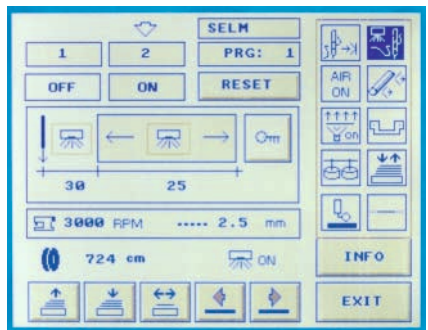 SELM
1 2 PRG: 1
OFF ON RESET
AIR
ON
on
30 25
3000 RPM ..... 2.5 mm
724 cm ON
INFO
EXIT